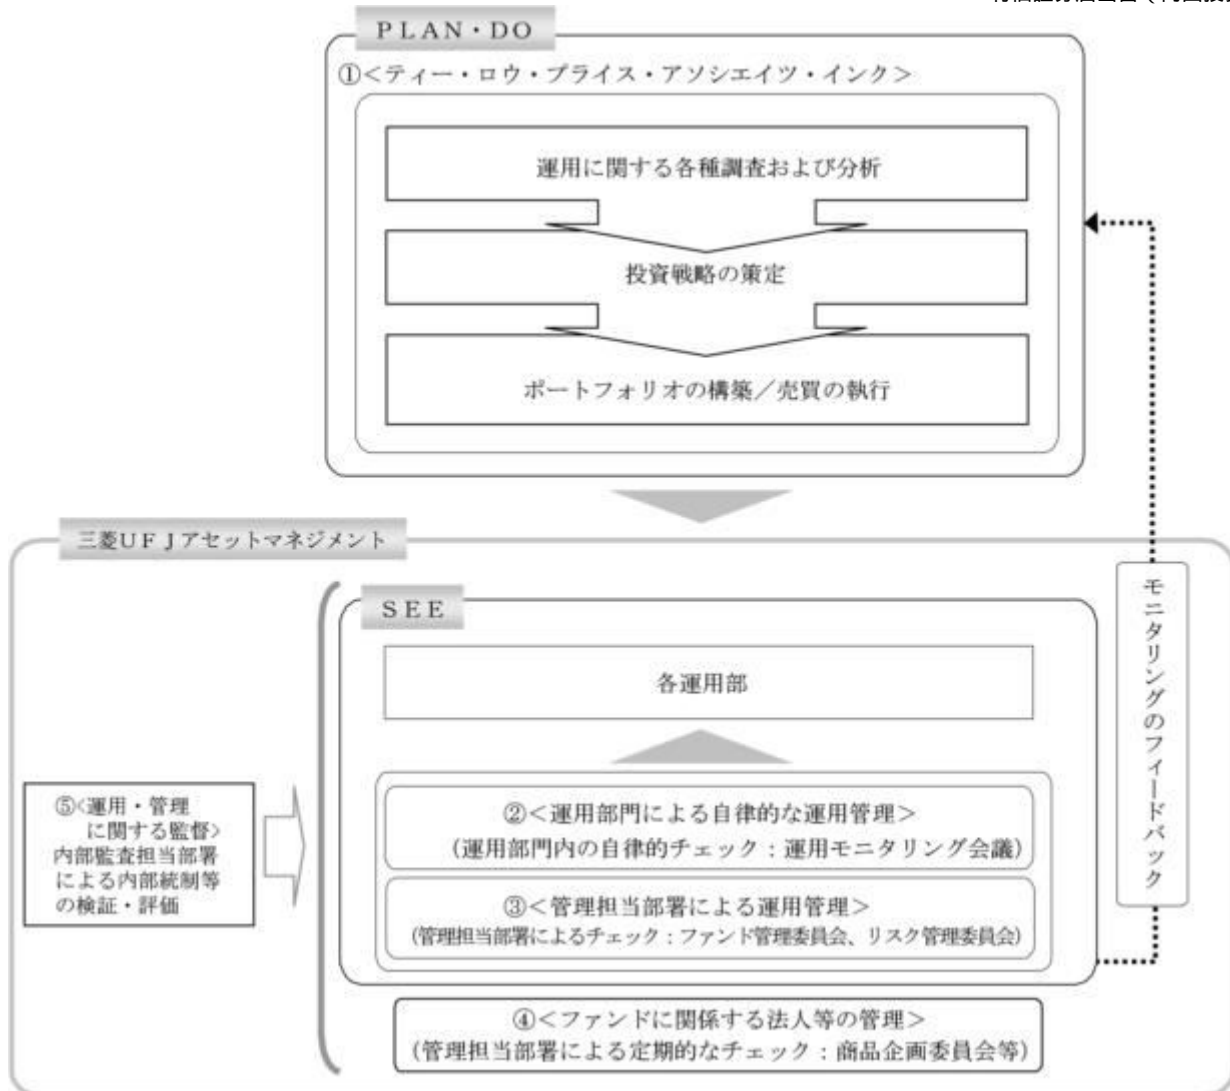 ＰＬＡＮ・ＤＯ
①<ティー・ロウ・プライス・アソシエイツ・インク>
運用に関する各種調査および分析
投資戦略の策定
ポートフォリオの構築／売買の執行
三菱ＵＦＪアセットマネジメント
ＳＥＥ
各運用部
②<運用部門による自律的な運用管理>
(運用部門内の自律的チェック：運用モニタリング会議)
③<管理担当部署による運用管理>
(管理担当部署によるチェック：ファンド管理委員会、リスク管理委員会)
④<ファンドに関係する法人等の管理>
(管理担当部署による定期的なチェック：商品企画委員会等)
⑤<運用・管理
に関する監督>
内部監査担当部署
による内部統制等
の検証・評価
モニタリングのフィードバック